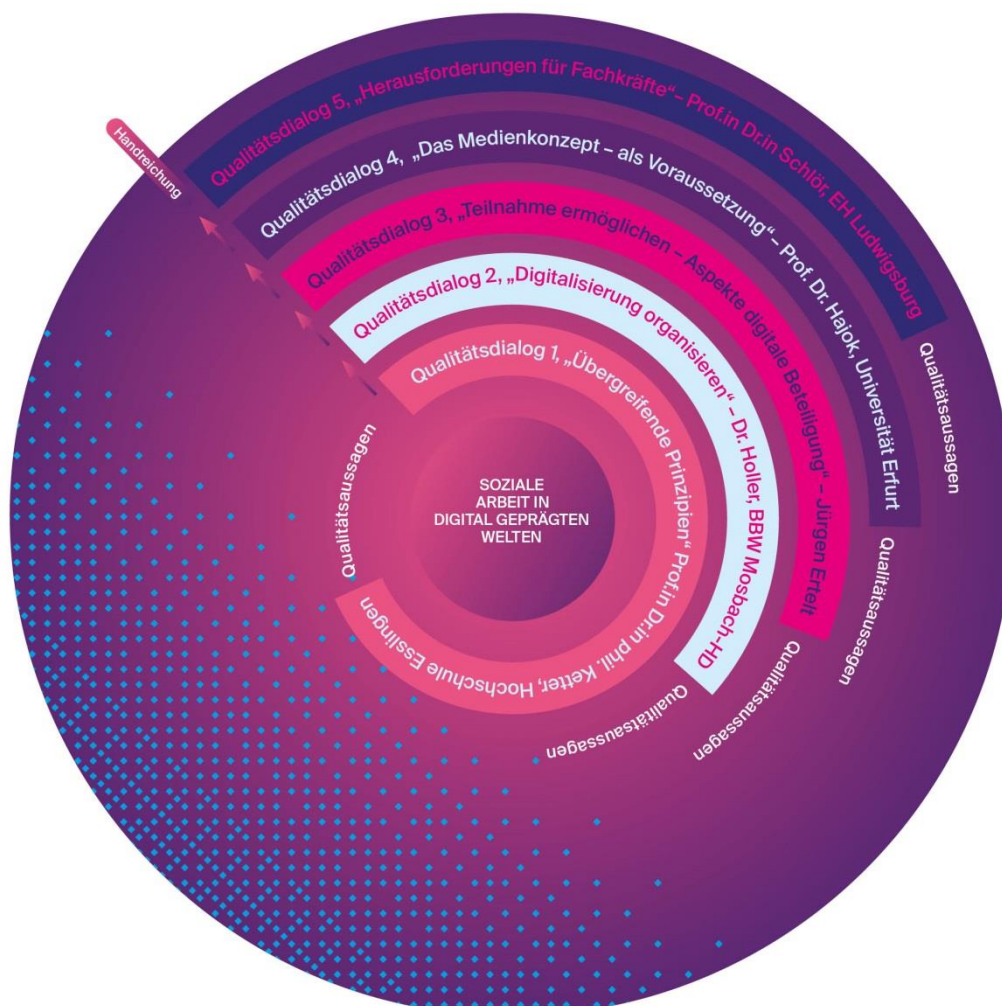 Handreichung
Qualitätsdialog 5, „Herausforderungen für Fachkräfte“– Prof.in Dr.in Schlör, EH Ludwigsburg
Qualitätsaussagen
Qualitätsdialog 4, „Das Medienkonzept – als Voraussetzung“ – Prof. Dr. Hajok, Universität Erfurt
Qualitätsaussagen
Qualitätsdialog 3, „Teilnahme ermöglichen – Aspekte digitale Beteiligung“ – Jürgen Ertelt
Qualitätsaussagen
Qualitätsdialog 2, „Digitalisierung organisieren“ – Dr. Holler, BBW Mosbach-HD
Qualitätsausssagen
Qualitätsdialog 1, „Übergreifende Prinzipien“ Prof.in Dr.in phil. Ketter, Hochschule Esslingen
Qualitätsaussagen
SOZIALE
ARBEIT IN
DIGITAL GEPRÄGTEN
WELTEN